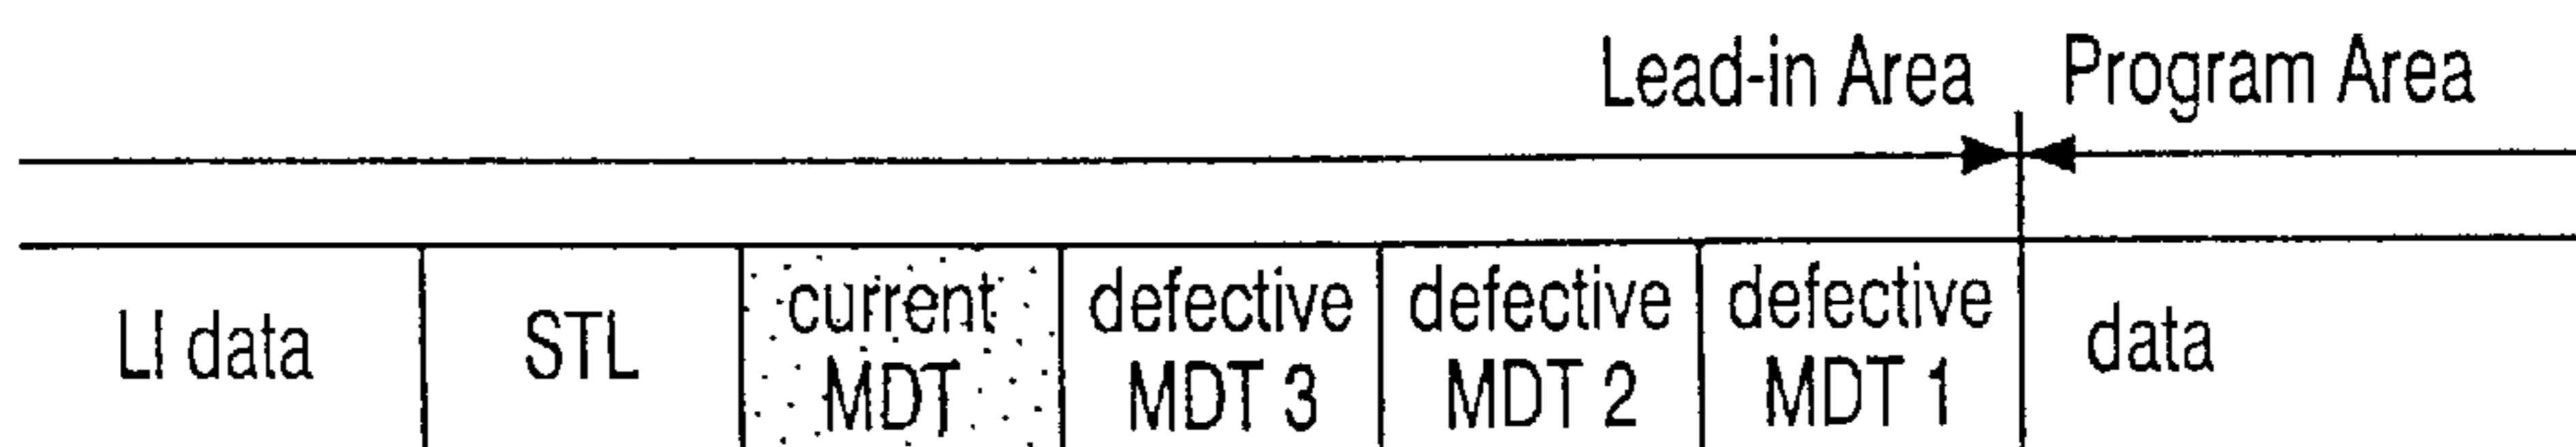 Lead-in Area Program Area
LI data STL current MDT defective MDT 3 defective MDT 2 defective MDT 1 data